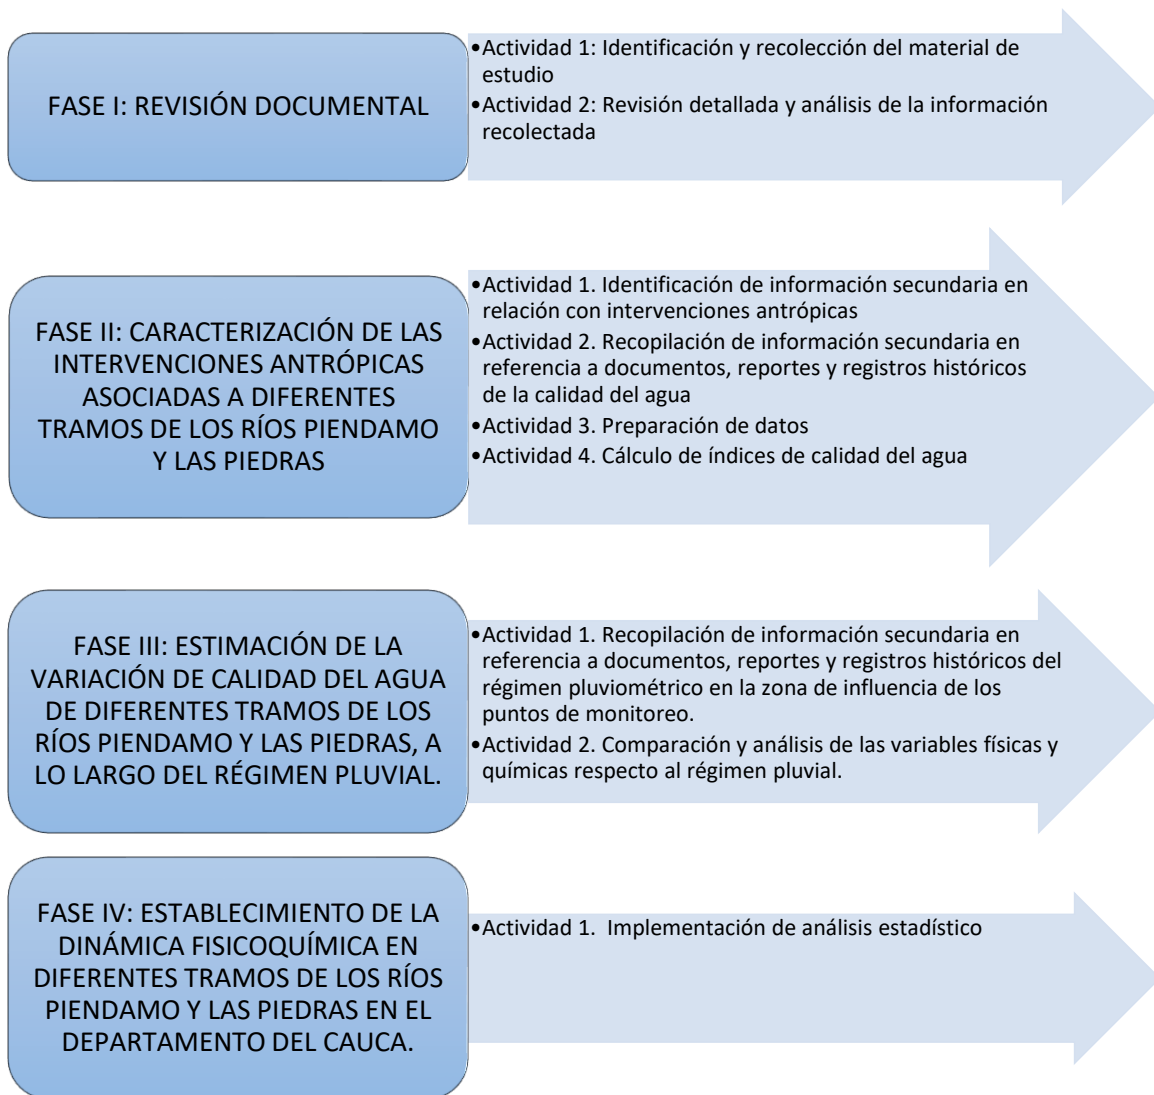 FASE I: REVISIÓN DOCUMENTAL
•Actividad 1: Identificación y recolección del material de
estudio
•Actividad 2: Revisión detallada y análisis de la información
recolectada
FASE II: CARACTERIZACIÓN DE LAS
INTERVENCIONES ANTRÓPICAS
ASOCIADAS A DIFERENTES
TRAMOS DE LOS RÍOS PIENDAMO
Y LAS PIEDRAS
•Actividad 1. Identificación de información secundaria en
relación con intervenciones antrópicas
•Actividad 2. Recopilación de información secundaria en
referencia a documentos, reportes y registros históricos
de la calidad del agua
•Actividad 3. Preparación de datos
•Actividad 4. Cálculo de índices de calidad del agua
FASE III: ESTIMACIÓN DE LA
VARIACIÓN DE CALIDAD DEL AGUA
DE DIFERENTES TRAMOS DE LOS
RÍOS PIENDAMO Y LAS PIEDRAS, A
LO LARGO DEL RÉGIMEN PLUVIAL.
•Actividad 1. Recopilación de información secundaria en
referencia a documentos, reportes y registros históricos del
régimen pluviométrico en la zona de influencia de los
puntos de monitoreo.
•Actividad 2. Comparación y análisis de las variables físicas y
químicas respecto al régimen pluvial.
FASE IV: ESTABLECIMIENTO DE LA
DINÁMICA FISICOQUÍMICA EN
DIFERENTES TRAMOS DE LOS RÍOS
PIENDAMO Y LAS PIEDRAS EN EL
DEPARTAMENTO DEL CAUCA.
•Actividad 1.  Implementación de análisis estadístico